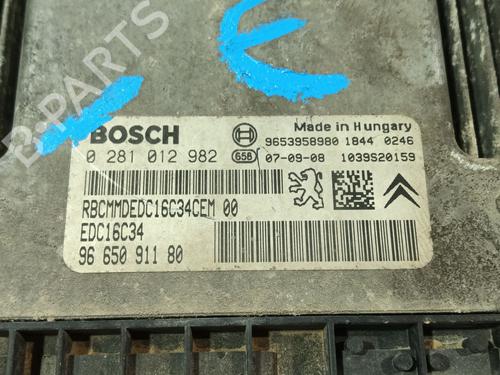 E
B-PARTS
BOSCH
Made in Hungary
9653958980 1844 0246
0 281 012 982 658 07-09-08 1039S20159
RBCMMDEDC16C34CEM 00
EDC16C34
96 650 911 80